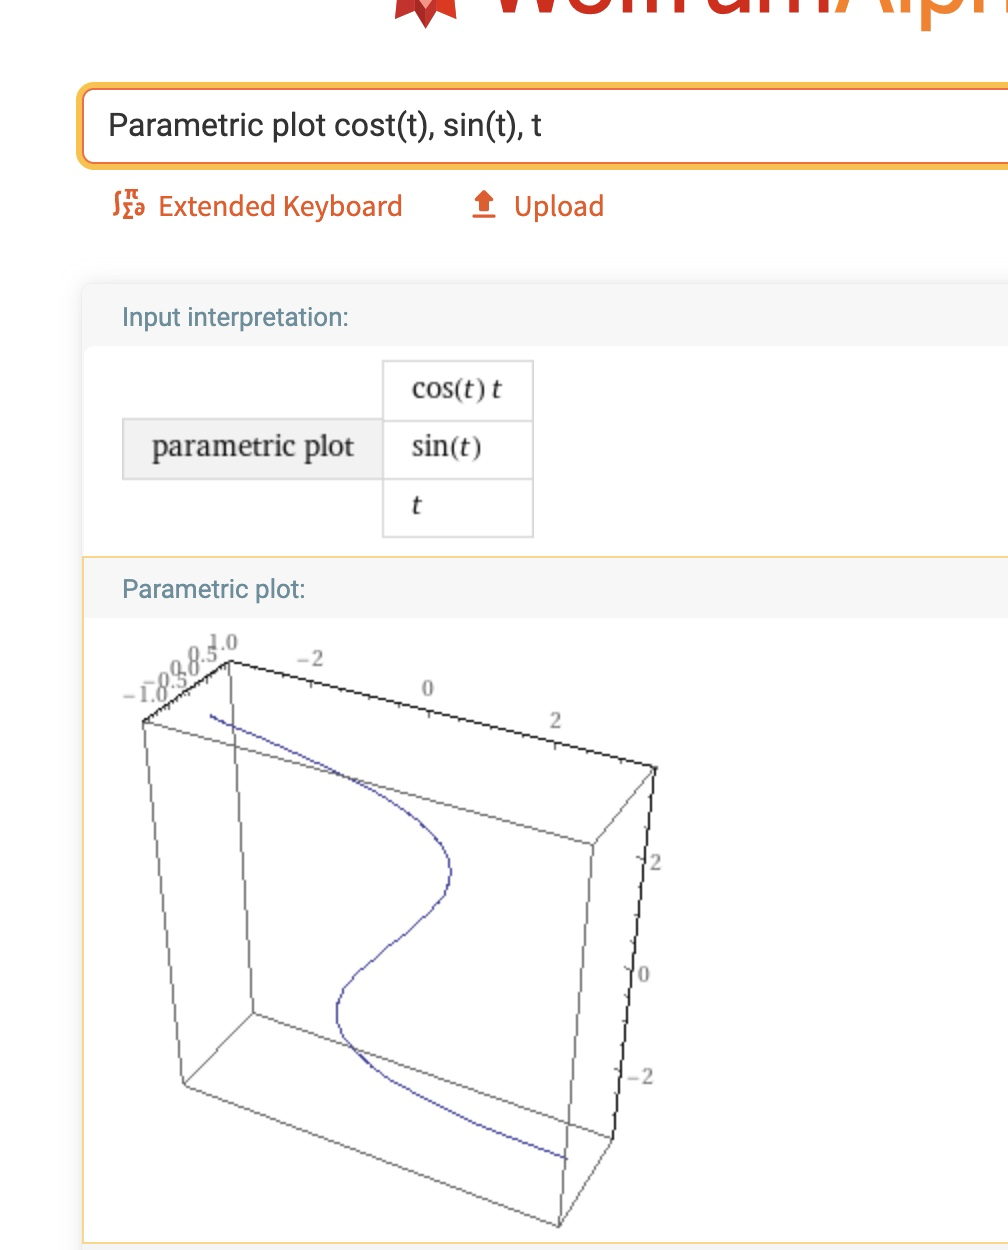 WolframAlph
Parametric plot cost(t), sin(t), t
Extended Keyboard
Upload
Input interpretation:
parametric plot
cos(t) t
sin(t)
t
Parametric plot:
1.0
0.5
0.0
−0.5
−1.0
−2
0
2
2
0
−2